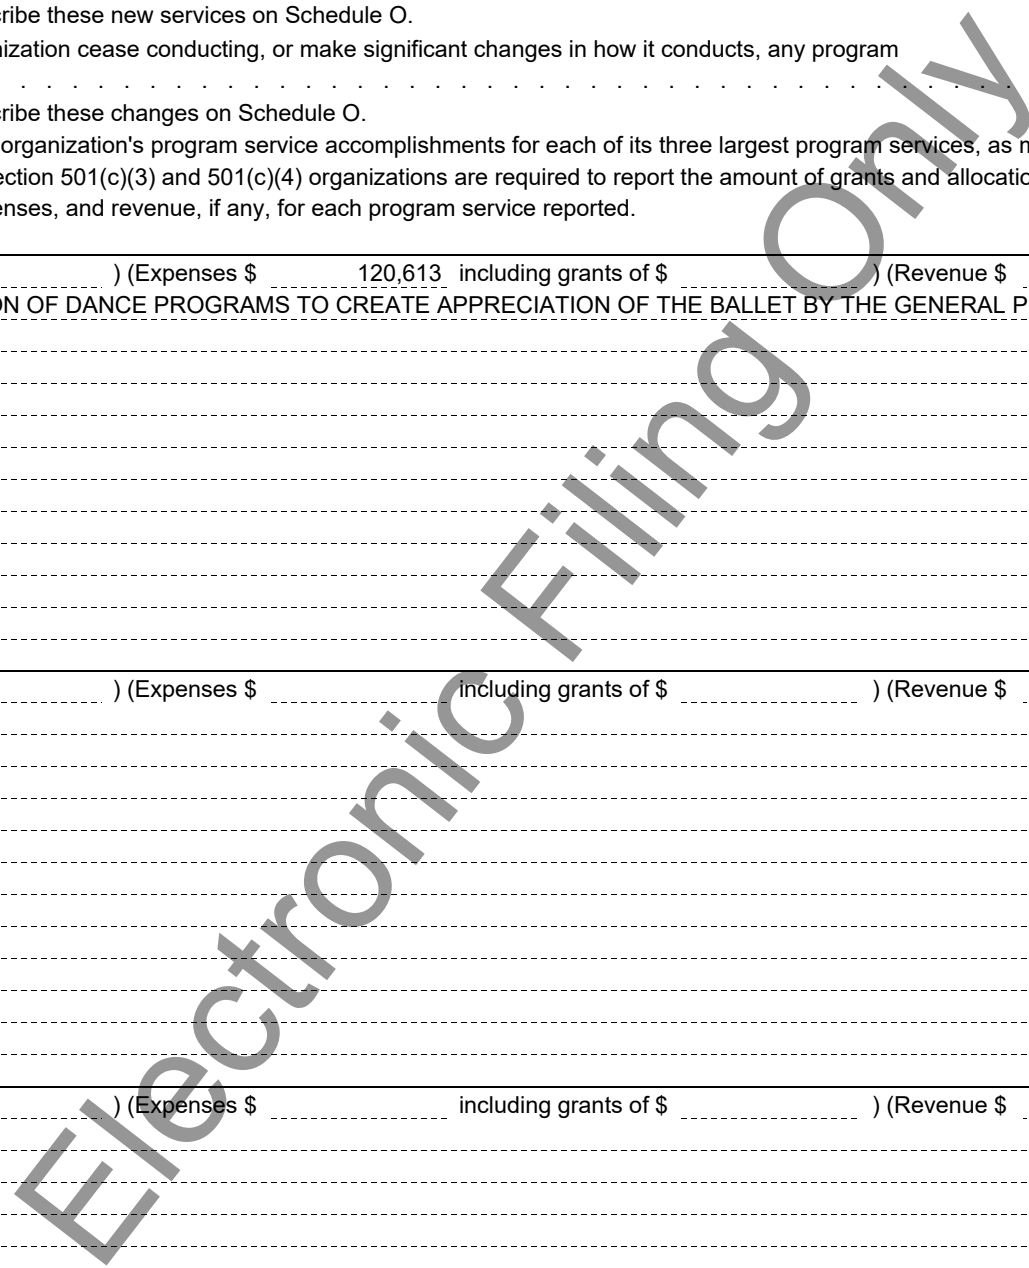 ribe these new services on Schedule O.
nization cease conducting, or make significant changes in how it conducts, any program
. . . . . . . . . . . . . . . . . . . . . . . . . . . . . . . . . . . . . . .
ribe these changes on Schedule O.
organization's program service accomplishments for each of its three largest program services, as m
ection 501(c)(3) and 501(c)(4) organizations are required to report the amount of grants and allocatio
enses, and revenue, if any, for each program service reported.
) (Expenses $ 120,613 including grants of $ ) (Revenue $
ON OF DANCE PROGRAMS TO CREATE APPRECIATION OF THE BALLET BY THE GENERAL P
) (Expenses $ including grants of $ ) (Revenue $
) (Expenses $ including grants of $ ) (Revenue $
Electronic Filing Only